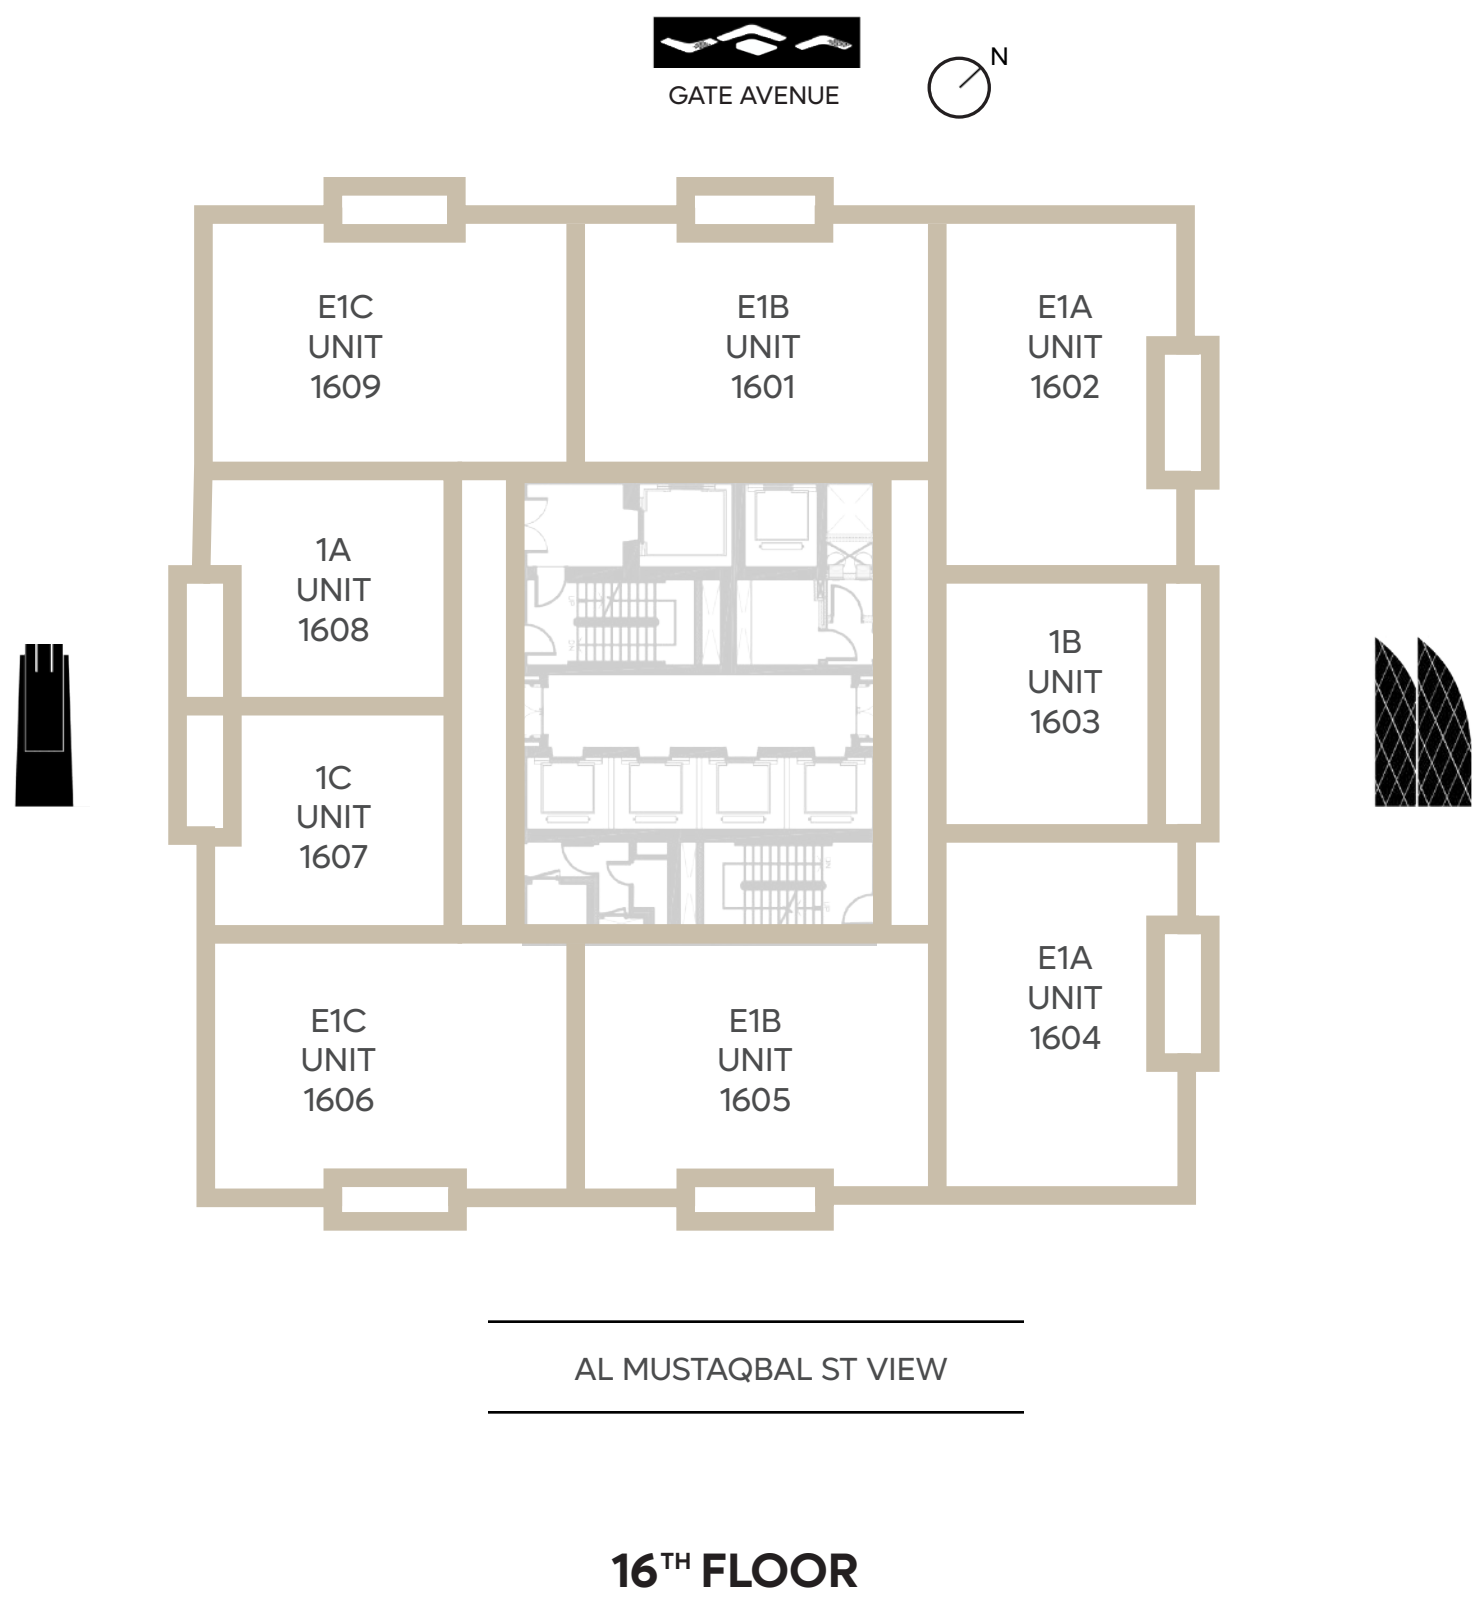 GATE AVENUE
N
E1C
UNIT
1609
E1B
UNIT
1601
E1A
UNIT
1602
1A
UNIT
1608
1B
UNIT
1603
1C
UNIT
1607
E1C
UNIT
1606
E1B
UNIT
1605
E1A
UNIT
1604
AL MUSTAQBAL ST VIEW
16TH FLOOR